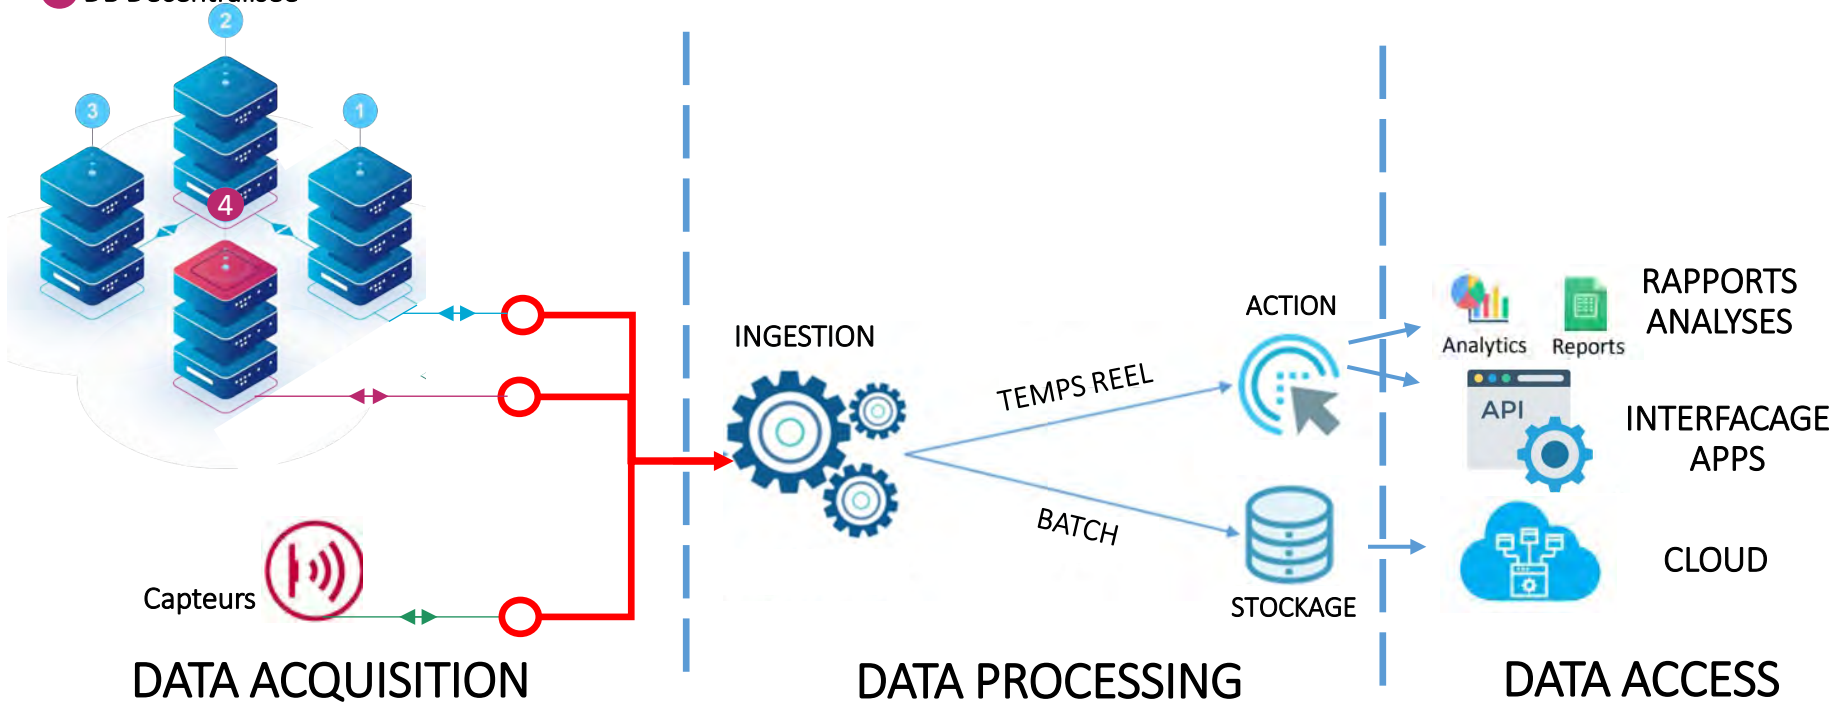 2
3
1
4
INGESTION
TEMPS REEL
BATCH
ACTION
STOCKAGE
Analytics
Reports
RAPPORTS
ANALYSES
API
INTERFACAGE
APPS
CLOUD
Capteurs
DATA ACQUISITION
DATA PROCESSING
DATA ACCESS